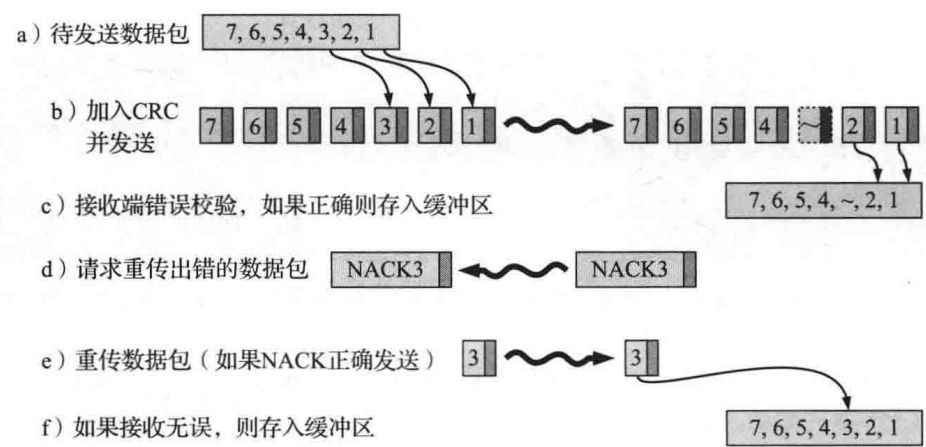 a）待发送数据包 7, 6, 5, 4, 3, 2, 1
b）加入CRC 7 6 5 4 3 2 1 7 6 5 4 ~ 2 1
并发送
c）接收端错误校验，如果正确则存入缓冲区 7, 6, 5, 4, ~, 2, 1
d）请求重传出错的数据包 NACK3 NACK3
e）重传数据包（如果NACK正确发送） 3 3
f）如果接收无误，则存入缓冲区 7, 6, 5, 4, 3, 2, 1